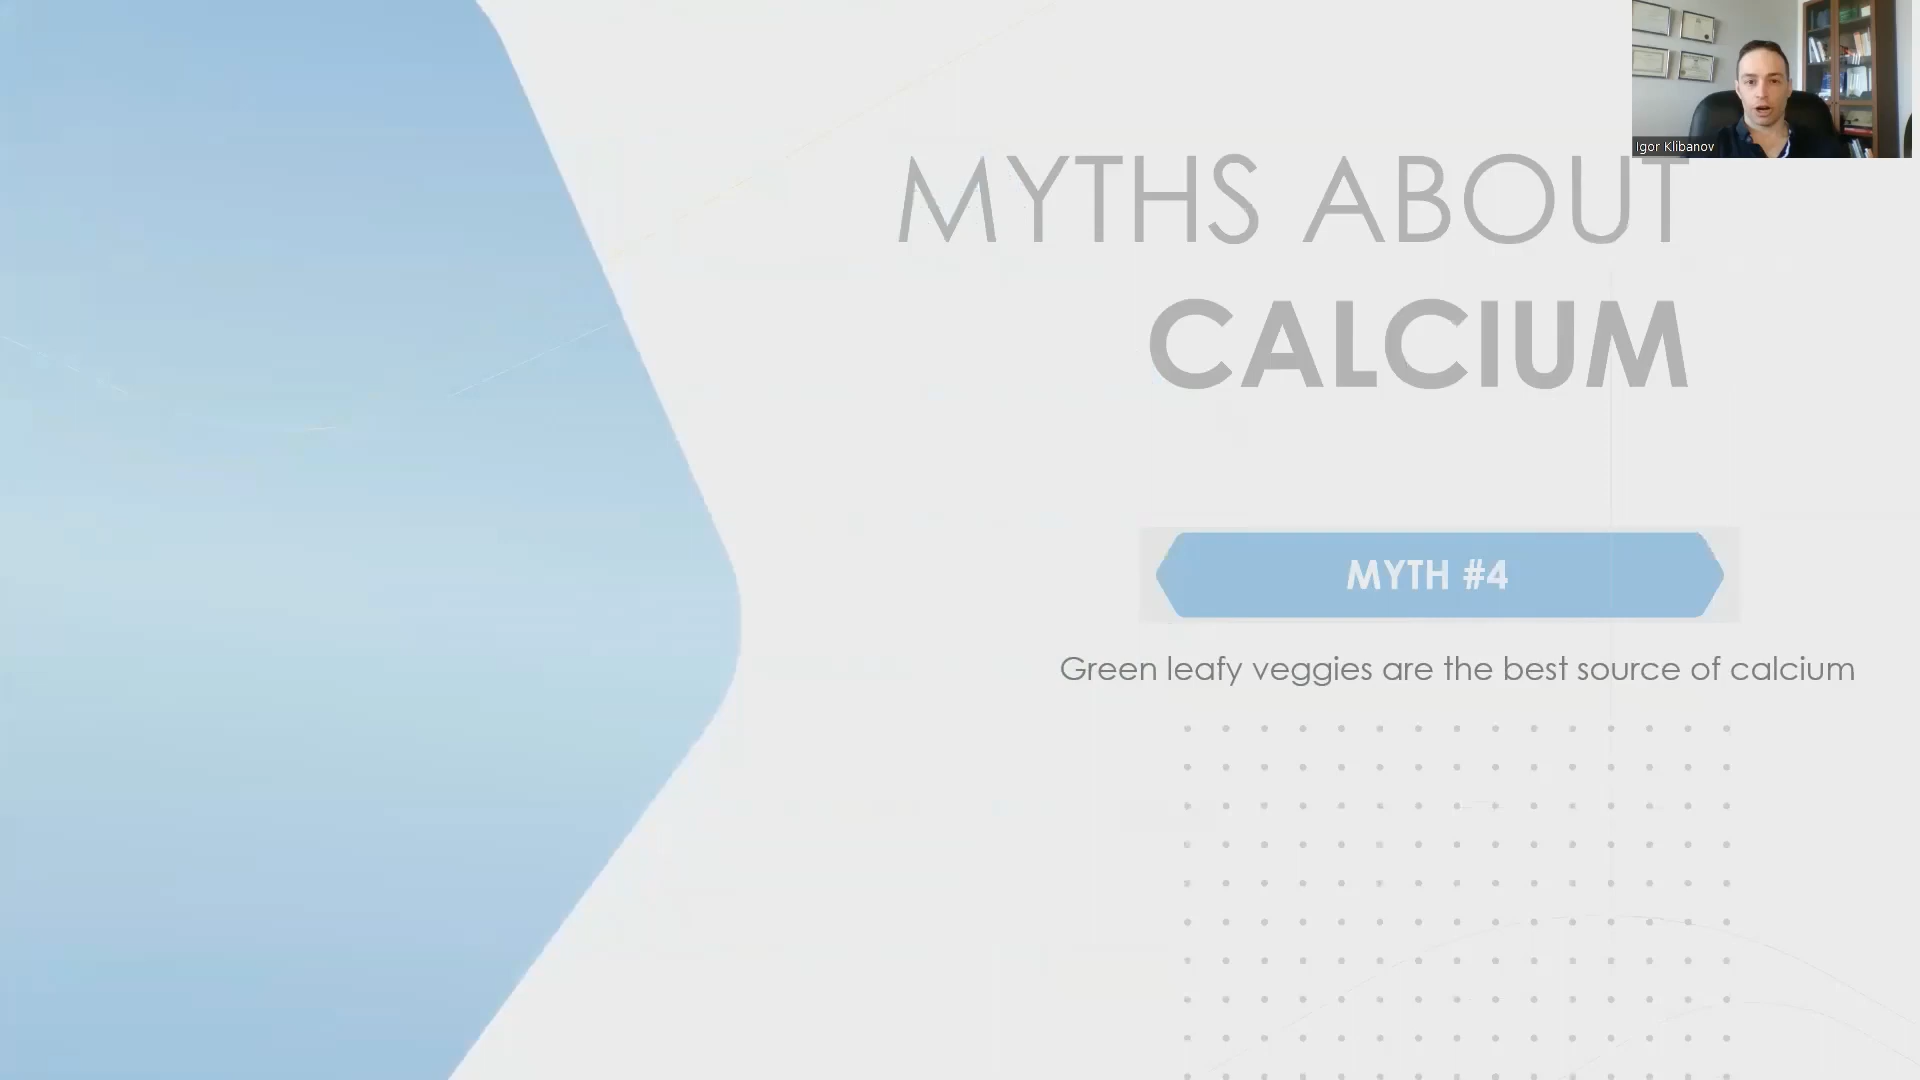 Igor Klibanov
MYTHS ABOUT
CALCIUM
MYTH #4
Green leafy veggies are the best source of calcium